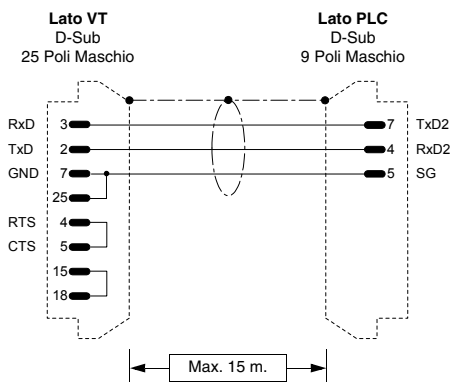 Lato VT
D-Sub
25 Poli Maschio
Lato PLC
D-Sub
9 Poli Maschio
RxD 3 7 TxD2
TxD 2 4 RxD2
GND 7 5 SG
25
RTS 4
CTS 5
15
18
Max. 15 m.